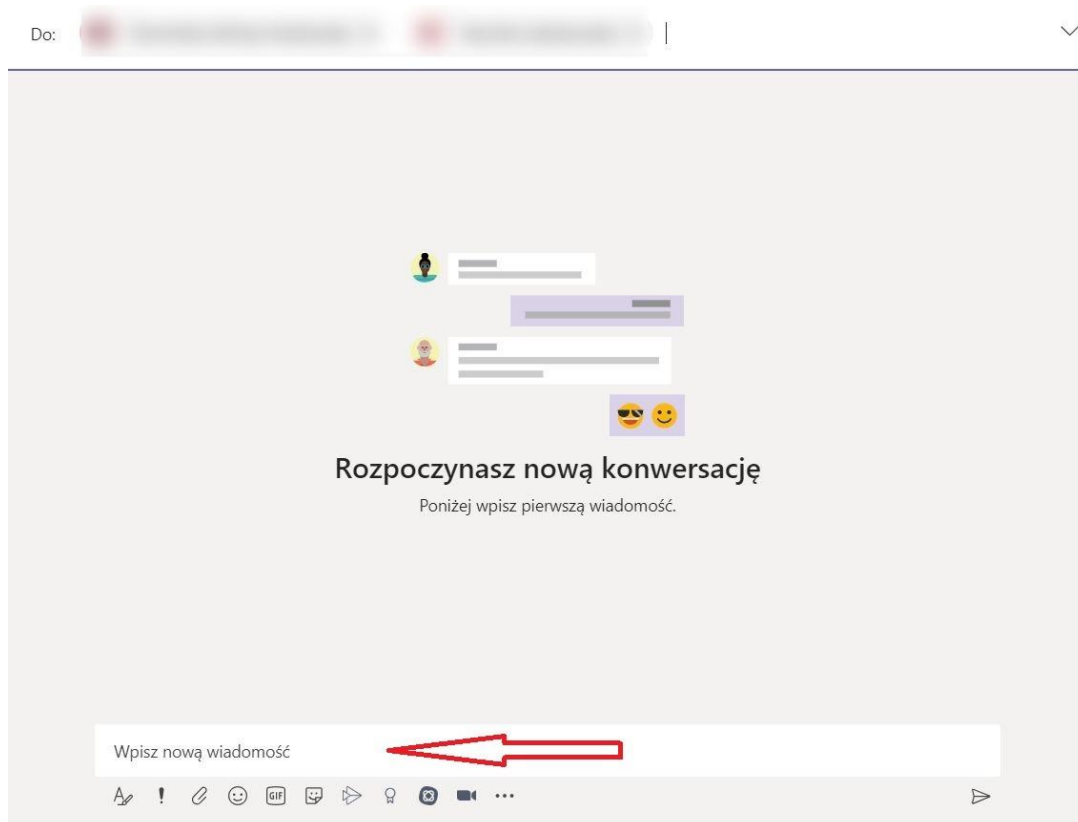 Do:
Rozpoczynasz nową konwersację
Poniżej wpisz pierwszą wiadomość.
Wpisz nową wiadomość
GIF